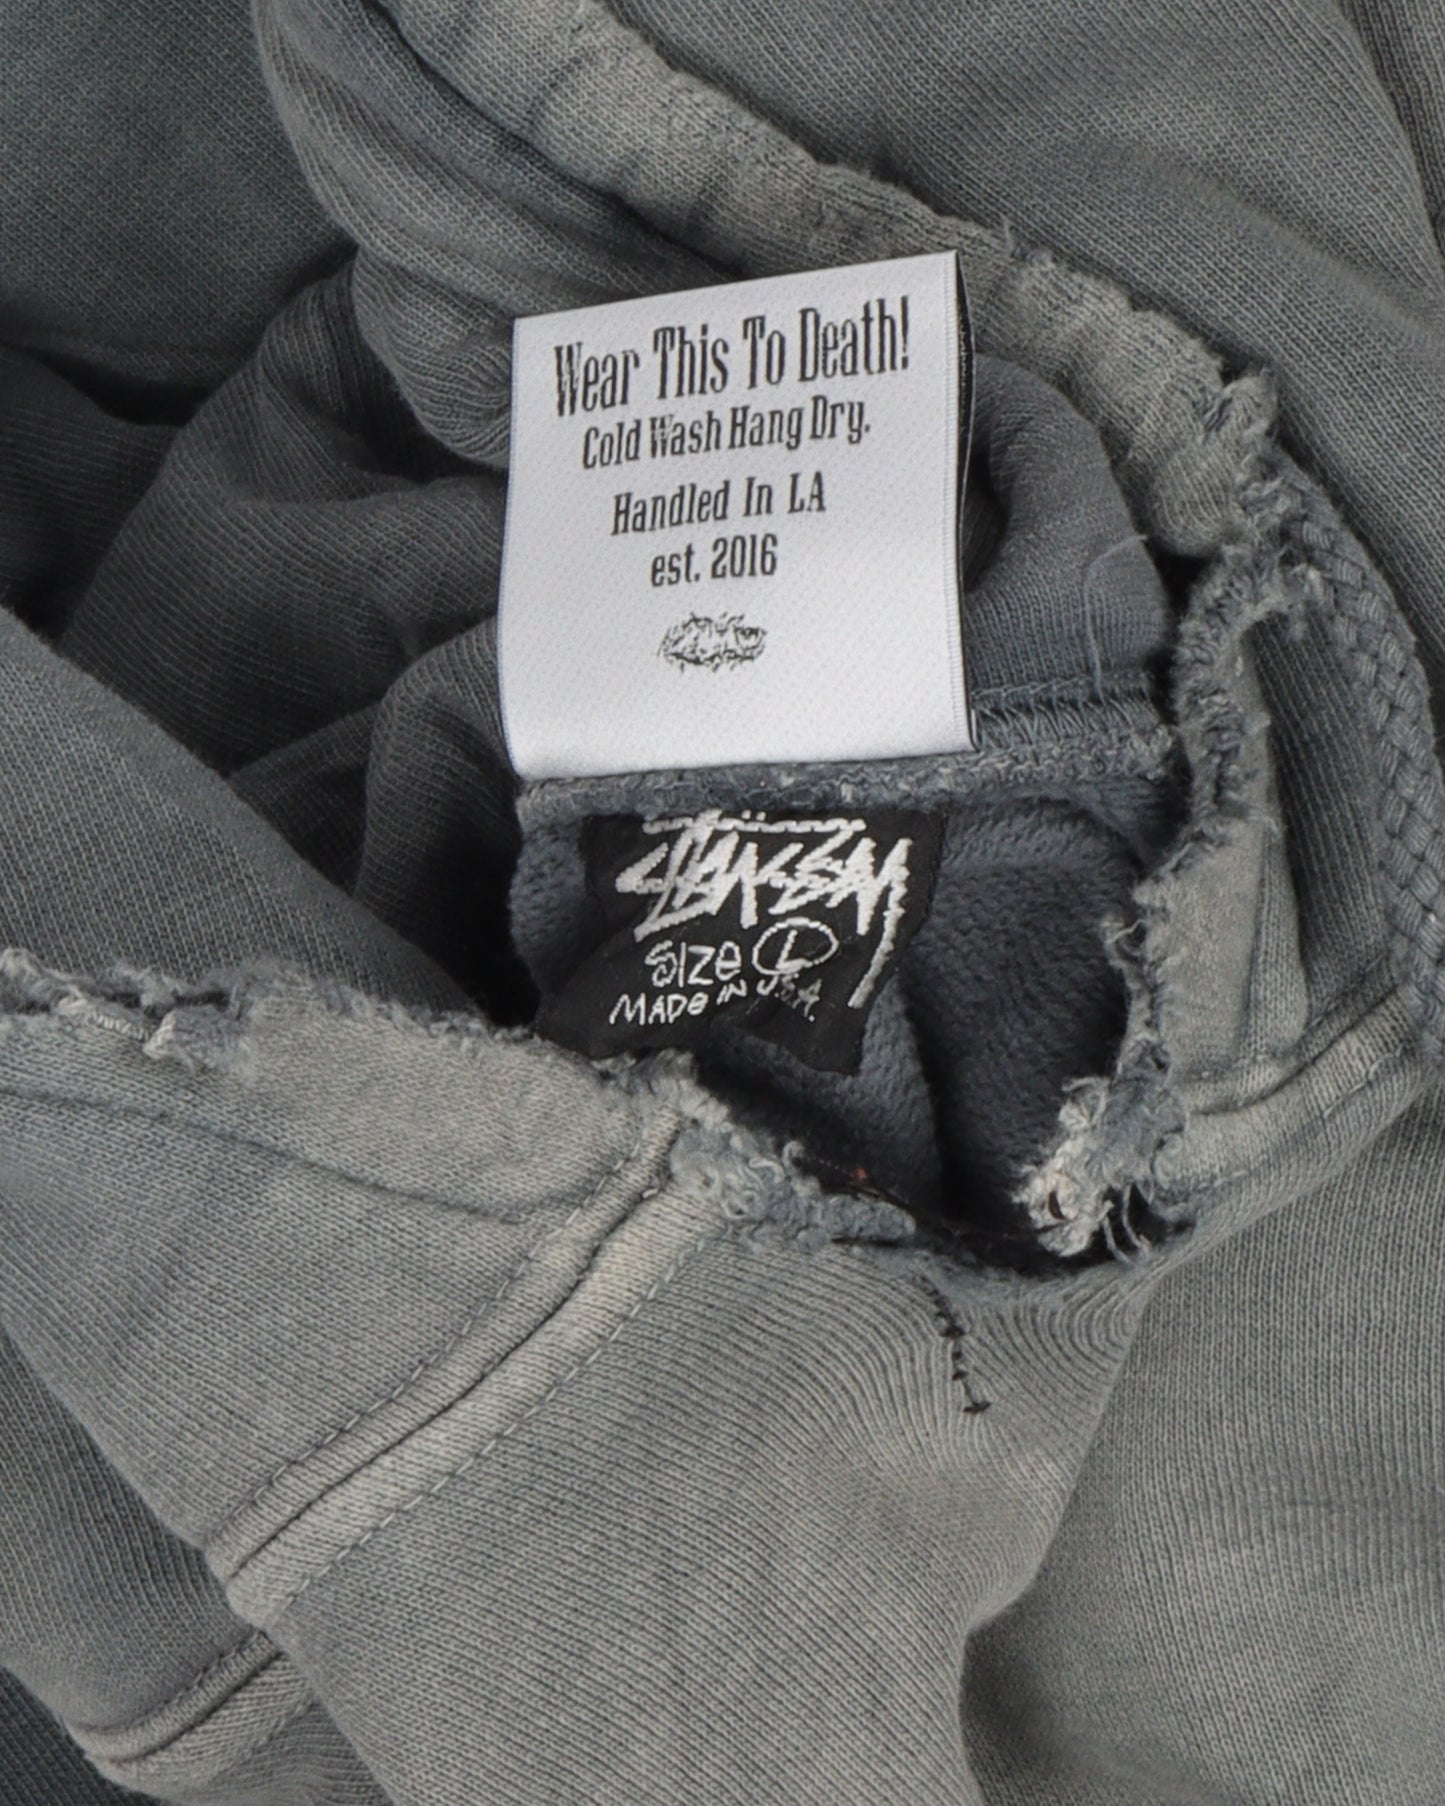 Wear This To Death!
Cold Wash Hang Dry.
Handled In LA
est. 2016
STÜSSY
SIZE L
MADE IN U.S.A.